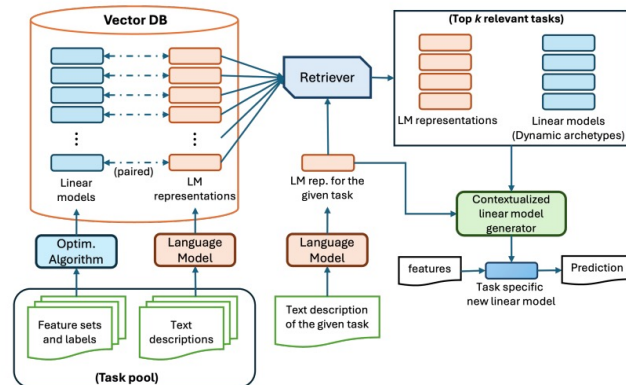 Vector DB
(paired)
Linear
models
LM
representations
Optim.
Algorithm
Language
Model
Feature sets
and labels
Text
descriptions
(Task pool)
Retriever
LM rep. for the
given task
Language
Model
Text description
of the given task
(Top k relevant tasks)
LM representations
Linear models
(Dynamic archetypes)
Contextualized
linear model
generator
features
Prediction
Task specific
new linear model